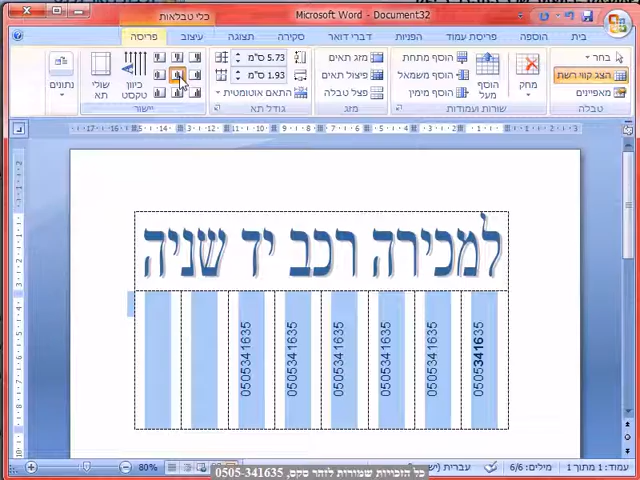 כלי טבלאות
Document32 - Microsoft Word
בית
הוספה
פריסת עמוד
הפניות
דבר דואר
סקירה
תצוגה
עיצוב
פריסה
בחר
הצג קווי רשת
מאפיינים
טבלה
מחק
הוסף מעל
הוסף מתחת
הוסף משמאל
הוסף מימין
שורות ועמודות
מזג תאים
פיצול תאים
פצל טבלה
מזג
5.73 ס"מ
1.93 ס"מ
התאם אוטומטית
גודל תא
כיוון טקסט
שולי תא
יישור
נתונים
למכירה רכב יד שניה
0505341635
0505341635
0505341635
0505341635
0505341635
0505341635
עמוד: 1 מתוך 1
מילים: 6/6
80%
כל הזכויות שמורות לזהר סקס, 0505-341635